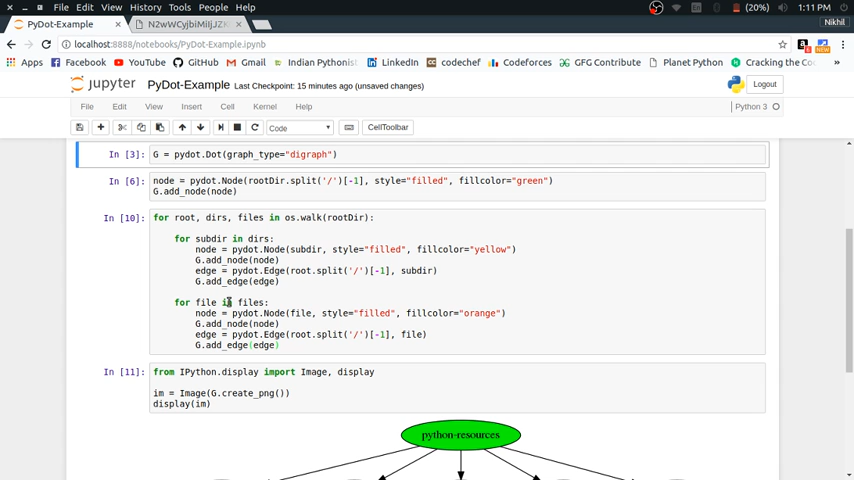 File Edit View History Bookmarks Tools People Help
(20%) 1:11 PM
PyDot-Example
N2wWCyjbiMiIjJZ
Nikhil
localhost:8888/notebooks/PyDot-Example.ipynb
Apps Facebook YouTube GitHub Gmail Indian Pythonist LinkedIn codechef Codeforces GFG Contribute Planet Python Cracking the Co
jupyter PyDot-Example Last Checkpoint: 15 minutes ago (unsaved changes)
Logout
File Edit View Insert Cell Kernel Help
Python 3
Code CellToolbar
In [3]: G = pydot.Dot(graph_type="digraph")
In [6]: node = pydot.Node(rootDir.split('/')[-1], style="filled", fillcolor="green")
G.add_node(node)
In [10]: for root, dirs, files in os.walk(rootDir):
for subdir in dirs:
node = pydot.Node(subdir, style="filled", fillcolor="yellow")
G.add_node(node)
edge = pydot.Edge(root.split('/')[-1], subdir)
G.add_edge(edge)
for file in files:
node = pydot.Node(file, style="filled", fillcolor="orange")
G.add_node(node)
edge = pydot.Edge(root.split('/')[-1], file)
G.add_edge(edge)
In [11]: from IPython.display import Image, display
im = Image(G.create_png())
display(im)
python-resources